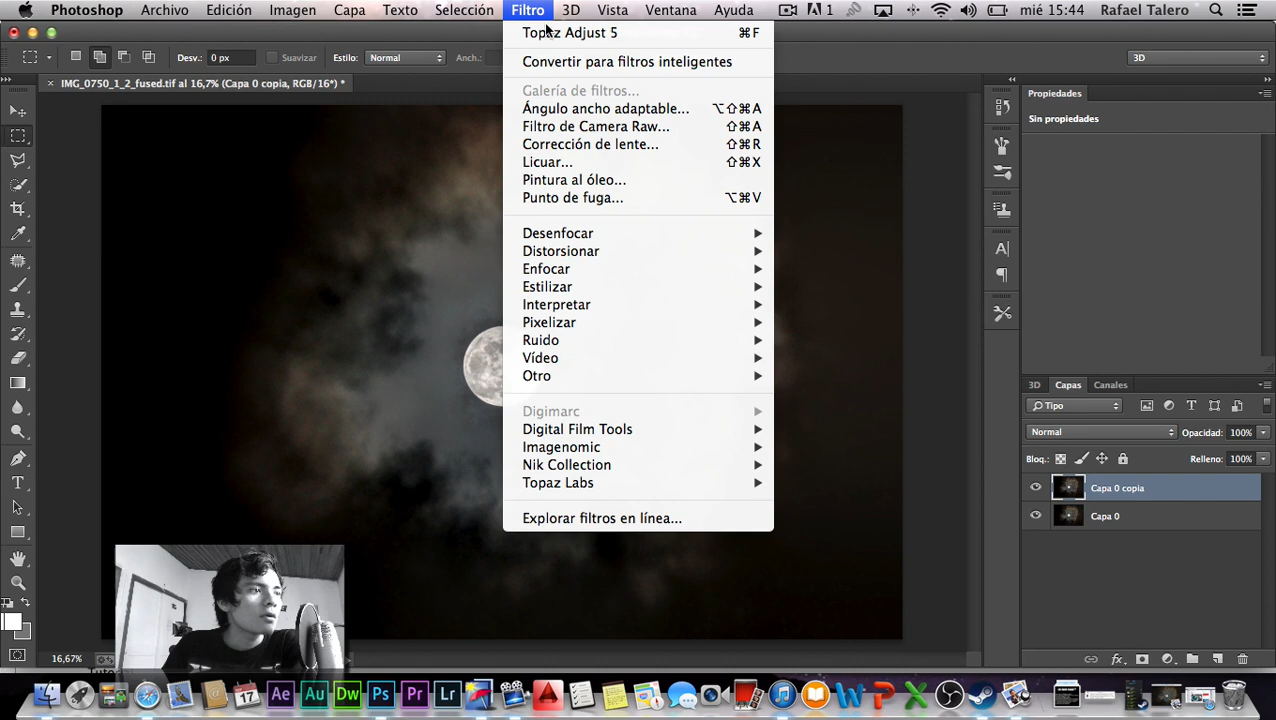 Photoshop Archivo Edición Imagen Capa Texto Selección Filtro 3D Vista Ventana Ayuda 1 mié 15:44 Rafael Talero
Desv.: 0 px Suavizar Estilo: Normal Anch.: 3D
× IMG_0750_1_2_fused.tif al 16,7% (Capa 0 copia, RGB/16*) *
Topaz Adjust 5 ⌘F
Convertir para filtros inteligentes
Galería de filtros...
Ángulo ancho adaptable... ⌥⇧⌘A
Filtro de Camera Raw... ⇧⌘A
Corrección de lente... ⇧⌘R
Licuar... ⇧⌘X
Pintura al óleo...
Punto de fuga... ⌥⌘V
Desenfocar
Distorsionar
Enfocar
Estilizar
Interpretar
Pixelizar
Ruido
Vídeo
Otro
Digimarc
Digital Film Tools
Imagenomic
Nik Collection
Topaz Labs
Explorar filtros en línea...
Propiedades
Sin propiedades
3D Capas Canales
Tipo
Normal Opacidad: 100%
Bloq.: Relleno: 100%
Capa 0 copia
Capa 0
16,67%
17 Ae Au Dw Ps Pr Lr